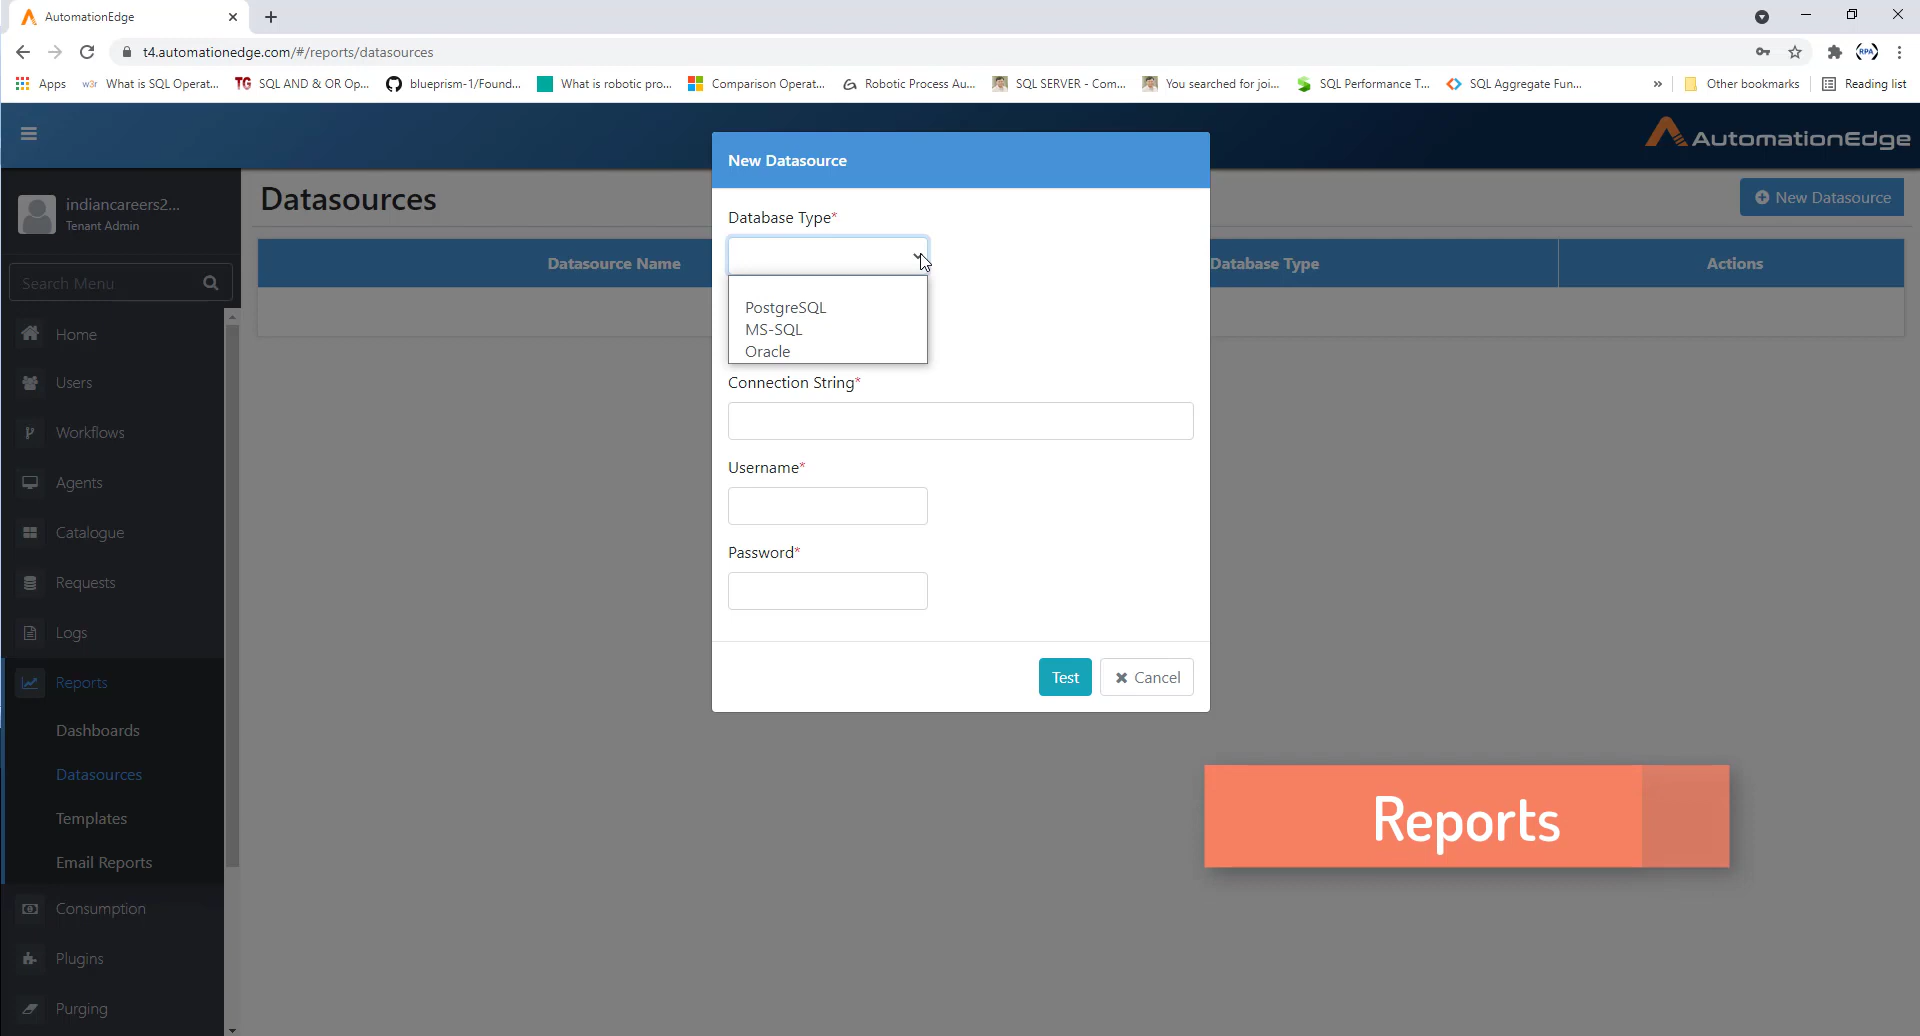 AutomationEdge
t4.automationedge.com/#/reports/datasources
Apps
w3r What is SQL Operat...
TG SQL AND & OR Op...
blueprism-1/Found...
What is robotic pro...
Comparison Operat...
Robotic Process Au...
SQL SERVER - Com...
You searched for joi...
SQL Performance T...
SQL Aggregate Fun...
»
Other bookmarks
Reading list
RPA
AutomationEdge
indiancareers2...
Tenant Admin
Search Menu
Home
Users
Workflows
Agents
Catalogue
Requests
Logs
Reports
Dashboards
Datasources
Templates
Email Reports
Consumption
Plugins
Purging
Datasources
New Datasource
Datasource Name
Database Type
Actions
New Datasource
Database Type*
PostgreSQL
MS-SQL
Oracle
Connection String*
Username*
Password*
Test
Cancel
Reports